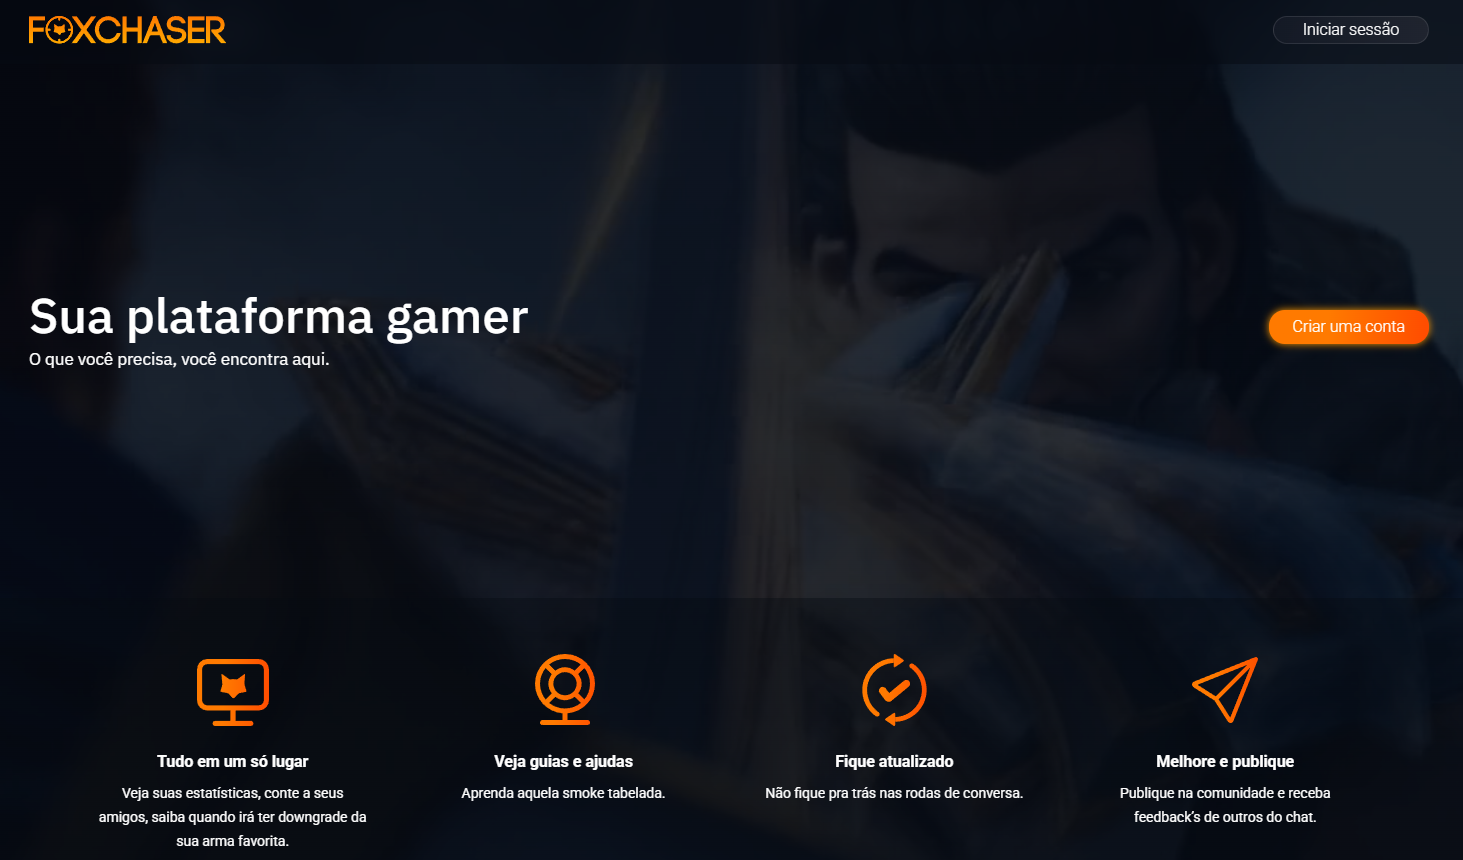 FOXCHASER
Iniciar sessão
Sua plataforma gamer
O que você precisa, você encontra aqui.
Criar uma conta
Tudo em um só lugar
Veja suas estatísticas, conte a seus
amigos, saiba quando irá ter downgrade da
sua arma favorita.
Veja guias e ajudas
Aprenda aquela smoke tabelada.
Fique atualizado
Não fique pra trás nas rodas de conversa.
Melhore e publique
Publique na comunidade e receba
feedback's de outros do chat.